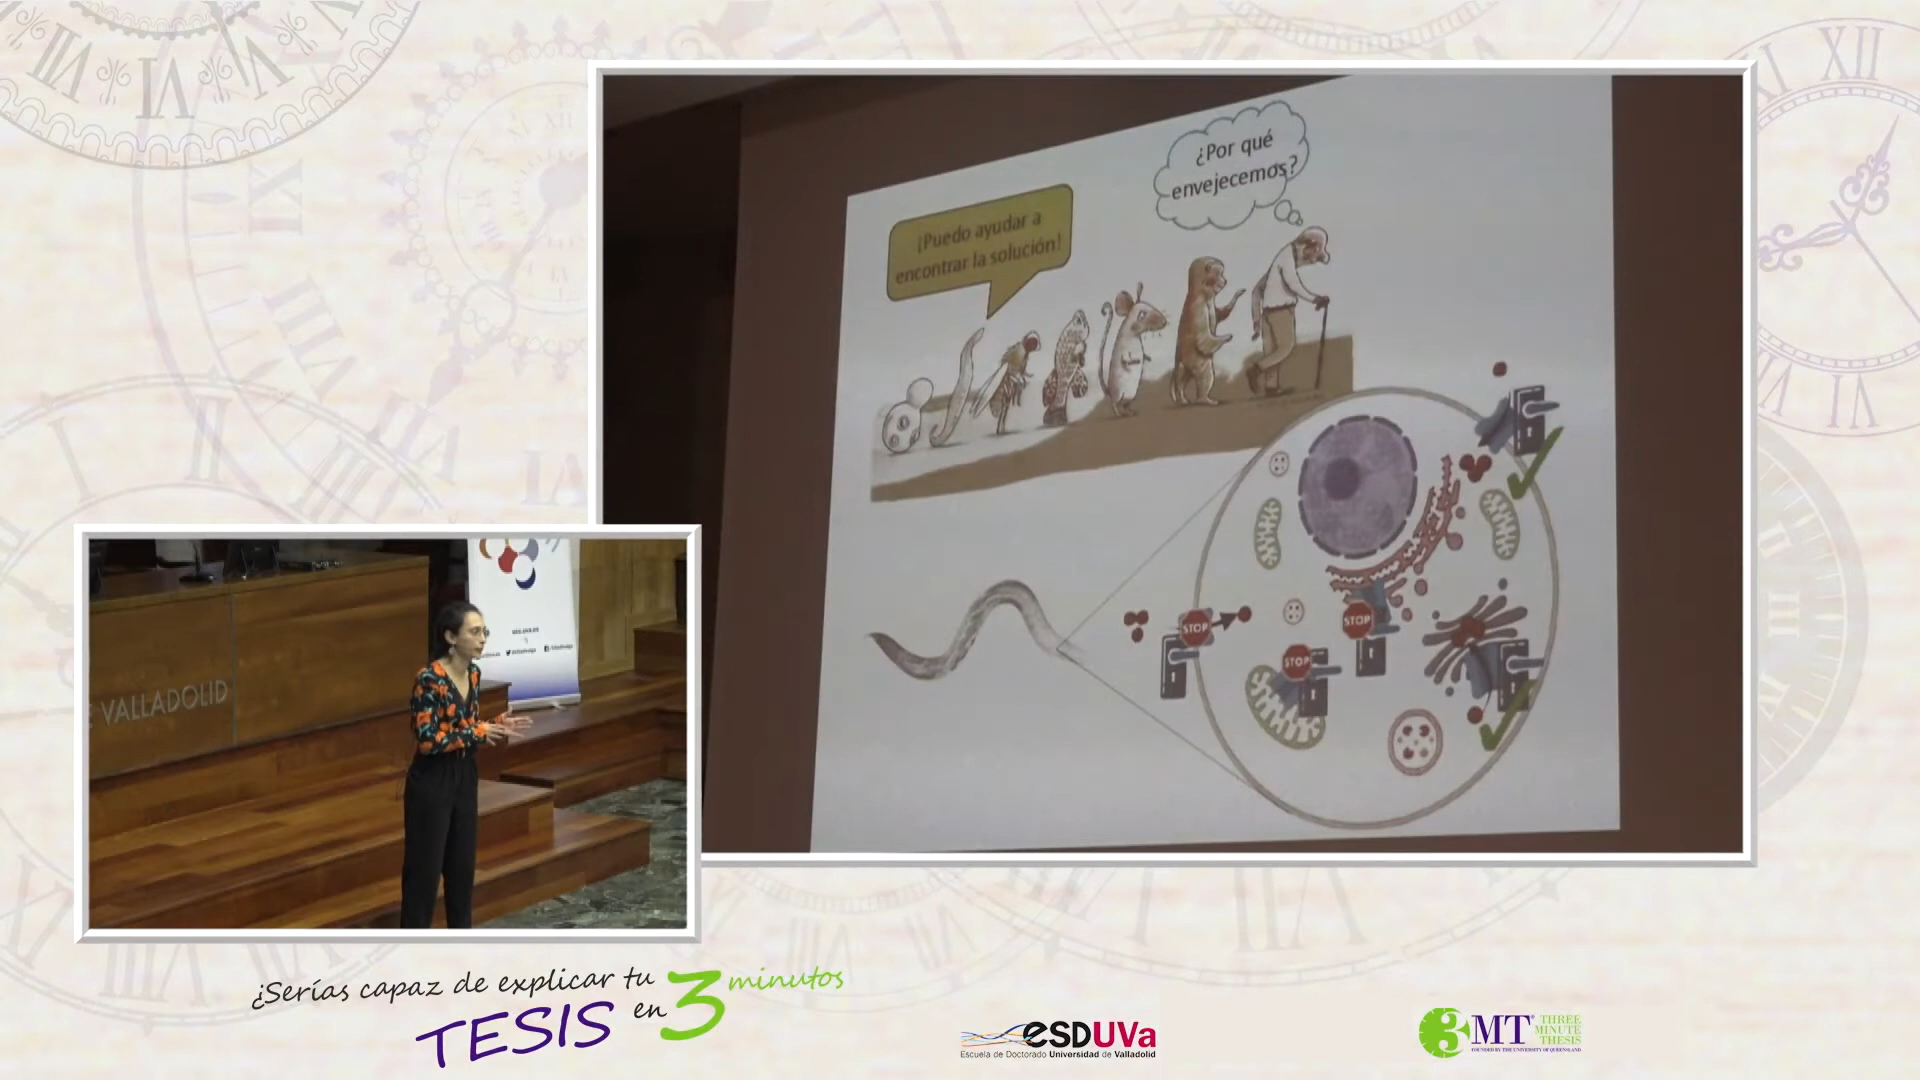 ¿Por qué
envejecemos?
¡Puedo ayudar a
encontrar la solución!
STOP
STOP
STOP
VALLADOLID
¿Serías capaz de explicar tu
TESIS en 3 minutos
esDUVa
Escuela de Doctorado Universidad de Valladolid
3MT® THREE
MINUTE
THESIS
FOUNDED BY THE UNIVERSITY OF QUEENSLAND